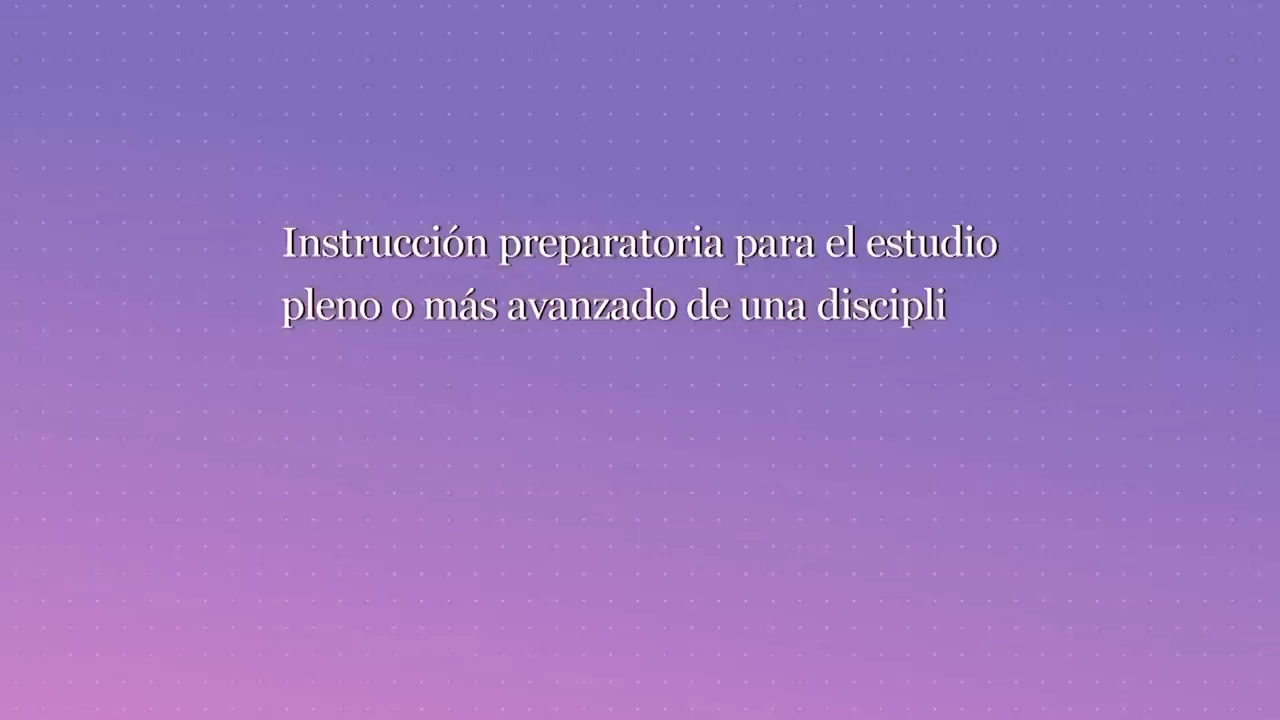 Instrucción preparatoria para el estudio
pleno o más avanzado de una discipli